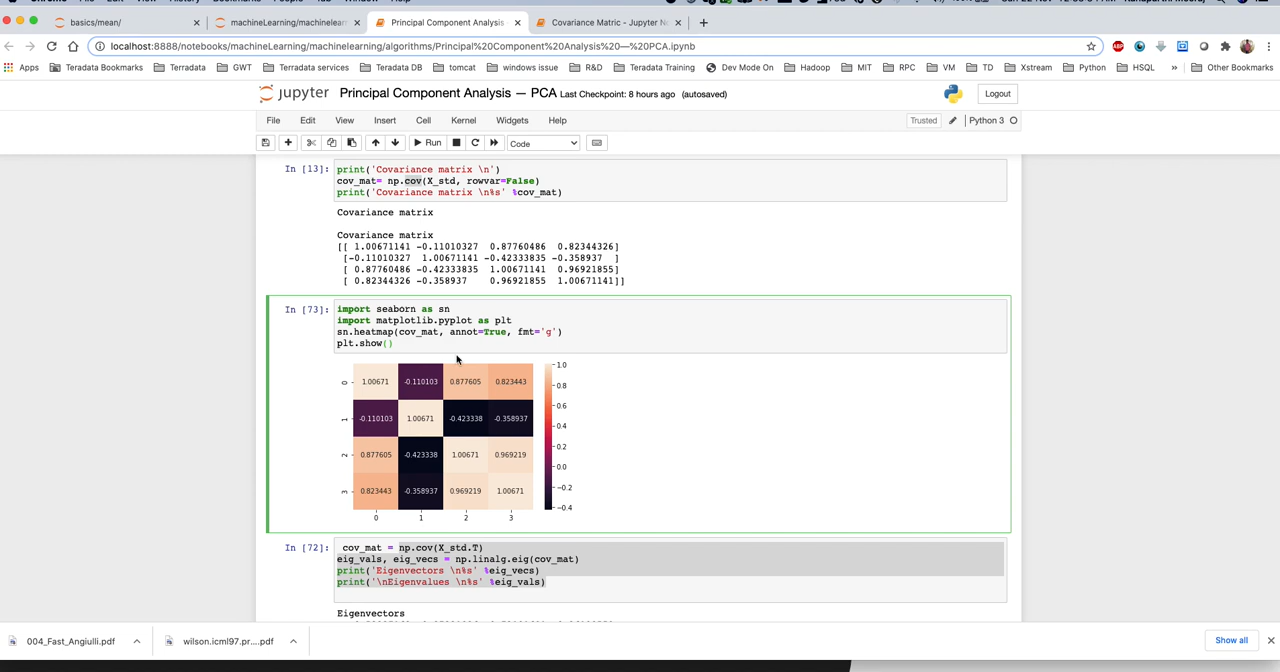 basics/mean/
machineLearning/machinelearn
Principal Component Analysis
Covariance Matric - Jupyter No
localhost:8888/notebooks/machineLearning/machinelearning/algorithms/Principal%20Component%20Analysis%20—%20PCA.ipynb
Apps Teradata Bookmarks Terradata GWT Terradata services Teradata DB tomcat windows issue R&D Teradata Training Dev Mode On Hadoop MIT RPC VM TD Xstream Python HSQL » Other Bookmarks
jupyter Principal Component Analysis — PCA Last Checkpoint: 8 hours ago (autosaved) Logout
File Edit View Insert Cell Kernel Widgets Help Trusted Python 3
Run Code
In [13]: print('Covariance matrix \n')
cov_mat= np.cov(X_std, rowvar=False)
print('Covariance matrix \n%s' %cov_mat)
Covariance matrix
Covariance matrix
[[ 1.00671141 -0.11010327 0.87760486 0.82344326]
[-0.11010327 1.00671141 -0.42333835 -0.358937 ]
[ 0.87760486 -0.42333835 1.00671141 0.96921855]
[ 0.82344326 -0.358937 0.96921855 1.00671141]]
In [73]: import seaborn as sn
import matplotlib.pyplot as plt
sn.heatmap(cov_mat, annot=True, fmt='g')
plt.show()
1.0
0 1.00671 -0.110103 0.877605 0.823443
0.8
0.6
1 -0.110103 1.00671 -0.423338 -0.358937
0.4
0.2
2 0.877605 -0.423338 1.00671 0.969219
0.0
-0.2
3 0.823443 -0.358937 0.969219 1.00671
-0.4
0 1 2 3
In [72]: cov_mat = np.cov(X_std.T)
eig_vals, eig_vecs = np.linalg.eig(cov_mat)
print('Eigenvectors \n%s' %eig_vecs)
print('\nEigenvalues \n%s' %eig_vals)
Eigenvectors
004_Fast_Angiulli.pdf
wilson.icml97.pr....pdf
Show all